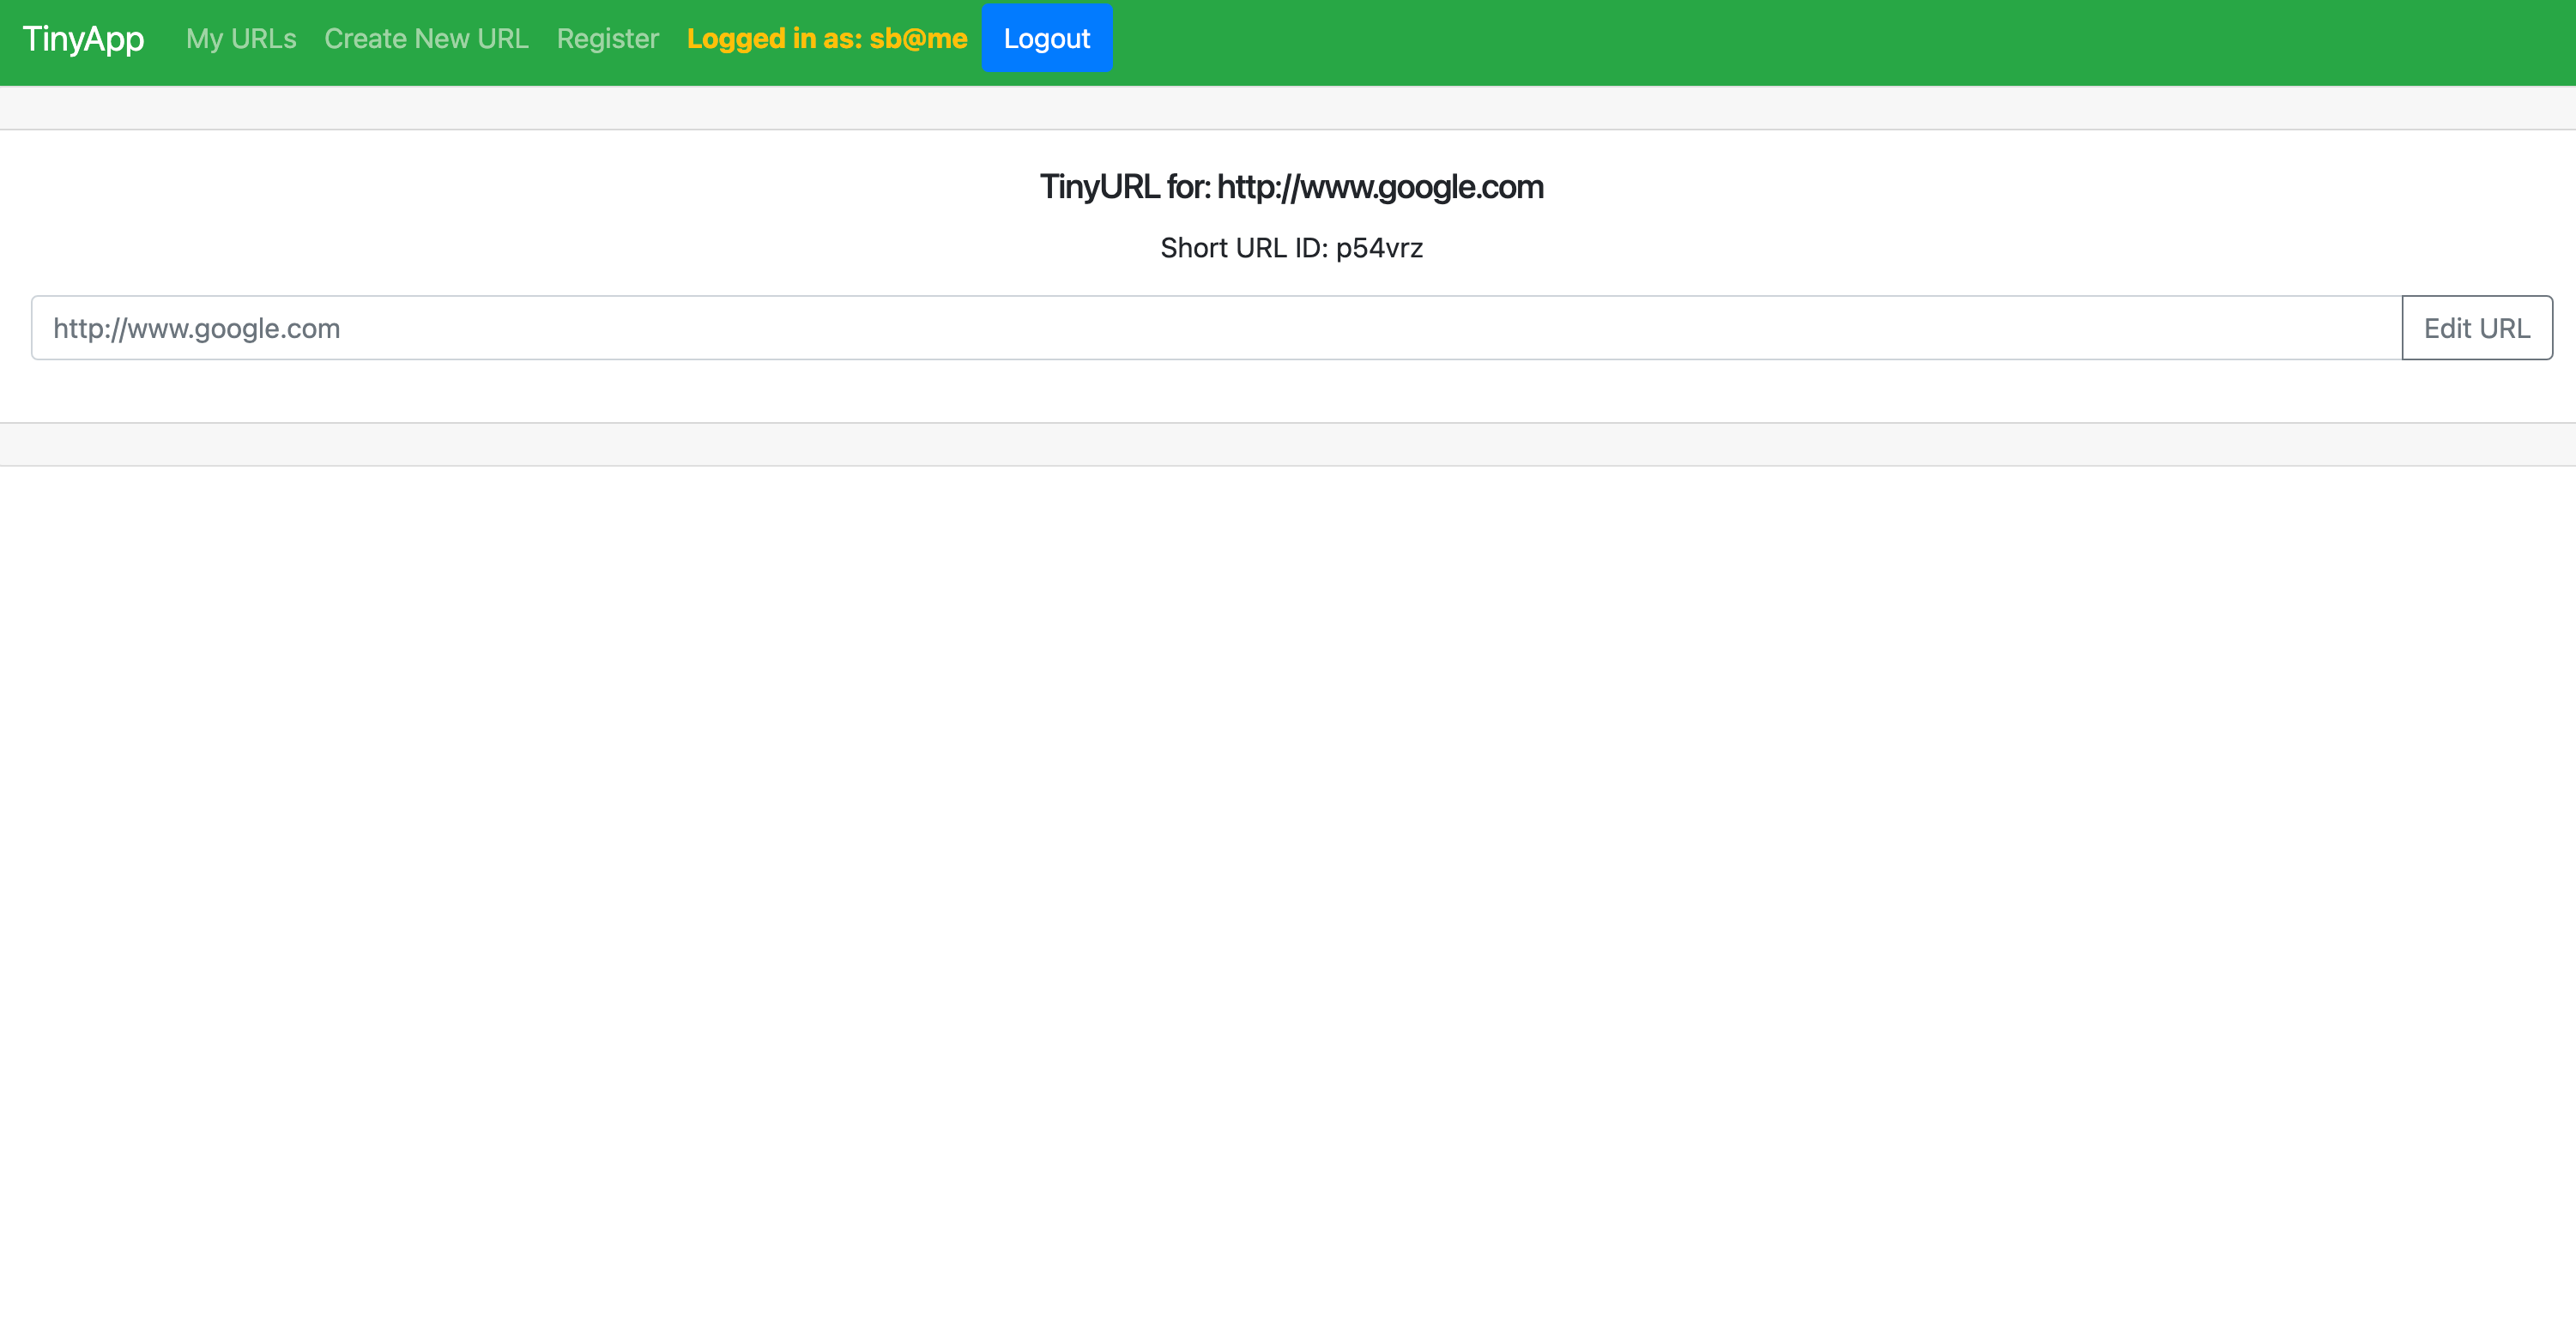 TinyApp My URLs Create New URL Register Logged in as: sb@me Logout
TinyURL for: http://www.google.com
Short URL ID: p54vrz
http://www.google.com Edit URL